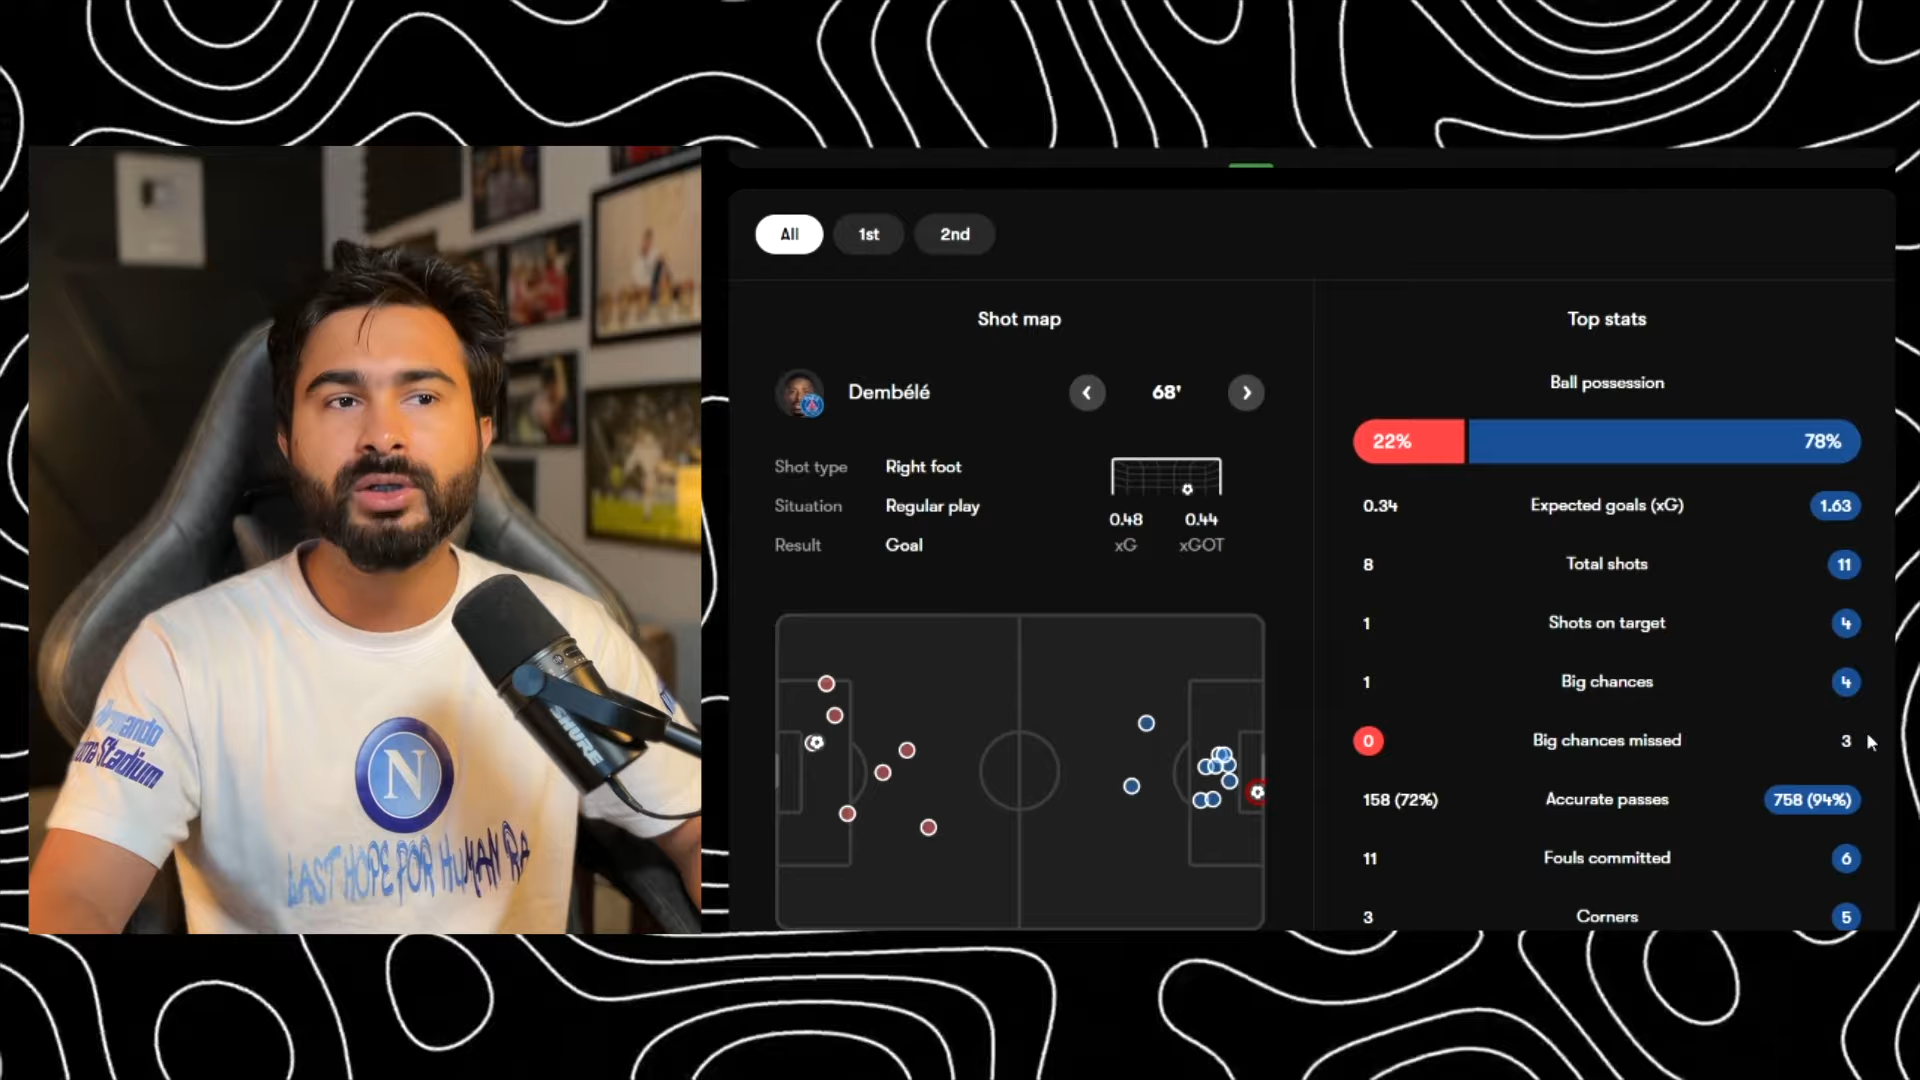 All
1st
2nd
Shot map
Dembélé
68'
Shot type
Right foot
Situation
Regular play
Result
Goal
0.48
0.44
xG
xGOT
Top stats
Ball possession
22%
78%
0.34
Expected goals (xG)
1.63
8
Total shots
11
1
Shots on target
4
1
Big chances
4
0
Big chances missed
3
158 (72%)
Accurate passes
758 (94%)
11
Fouls committed
6
3
Corners
5
Stadium
N
LAST HOPE FOR HUMAN RA
SHURE